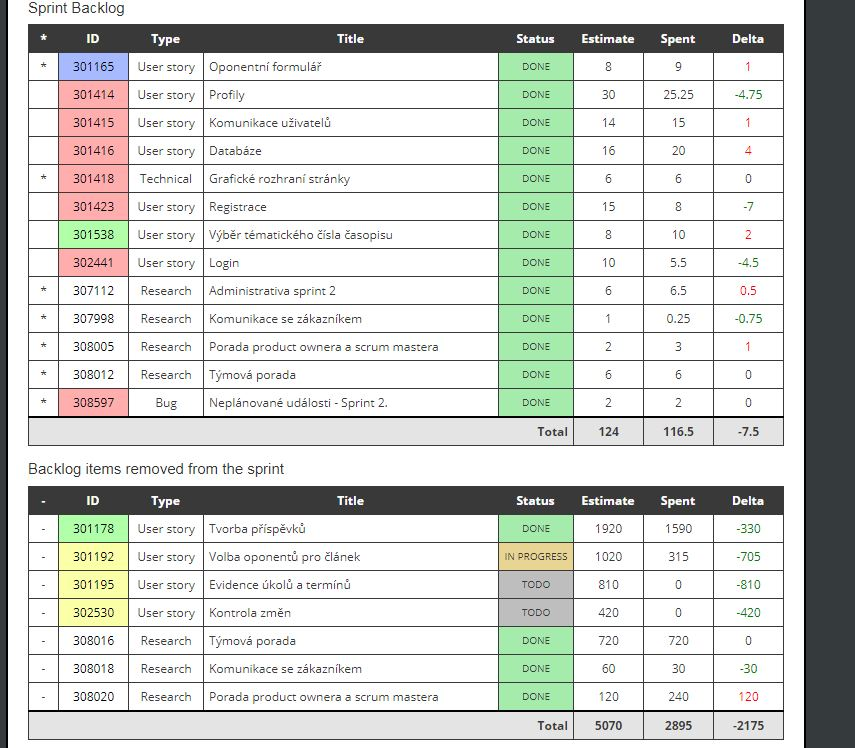 Sprint Backlog
* ID Type Title Status Estimate Spent Delta
* 301165 User story Oponentní formulář DONE 8 9 1
301414 User story Profily DONE 30 25.25 -4.75
301415 User story Komunikace uživatelů DONE 14 15 1
301416 User story Databáze DONE 16 20 4
* 301418 Technical Grafické rozhraní stránky DONE 6 6 0
301423 User story Registrace DONE 15 8 -7
301538 User story Výběr tématického čísla časopisu DONE 8 10 2
302441 User story Login DONE 10 5.5 -4.5
* 307112 Research Administrativa sprint 2 DONE 6 6.5 0.5
* 307998 Research Komunikace se zákazníkem DONE 1 0.25 -0.75
* 308005 Research Porada product ownera a scrum mastera DONE 2 3 1
* 308012 Research Týmová porada DONE 6 6 0
* 308597 Bug Neplánované události - Sprint 2. DONE 2 2 0
Total 124 116.5 -7.5
Backlog items removed from the sprint
- ID Type Title Status Estimate Spent Delta
- 301178 User story Tvorba příspěvků DONE 1920 1590 -330
- 301192 User story Volba oponentů pro článek IN PROGRESS 1020 315 -705
- 301195 User story Evidence úkolů a termínů TODO 810 0 -810
- 302530 User story Kontrola změn TODO 420 0 -420
- 308016 Research Týmová porada DONE 720 720 0
- 308018 Research Komunikace se zákazníkem DONE 60 30 -30
- 308020 Research Porada product ownera a scrum mastera DONE 120 240 120
Total 5070 2895 -2175